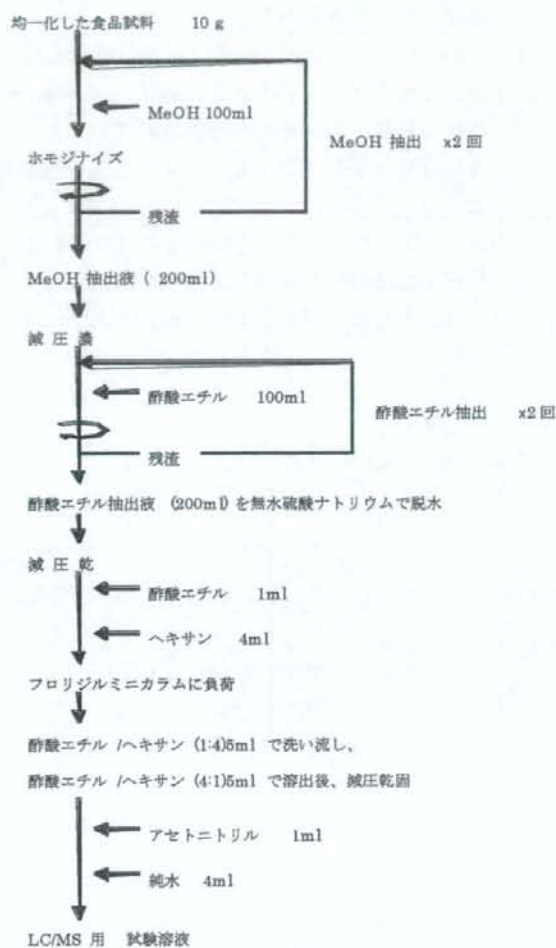 均一化した食品試料 10 g
MeOH 100ml
MeOH 抽出 x2 回
ホモジナイズ
残渣
MeOH 抽出液 ( 200ml)
減 圧 濃
酢酸エチル 100ml
酢酸エチル抽出 x2 回
残渣
酢酸エチル抽出液 (200ml) を無水硫酸ナトリウムで脱水
減 圧 乾
酢酸エチル 1ml
ヘキサン 4ml
フロリジルミニカラムに負荷
酢酸エチル /ヘキサン (1:4)5ml で洗い流し、
酢酸エチル /ヘキサン (4:1)5ml で溶出後、減圧乾固
アセトニトリル 1ml
純水 4ml
LC/MS 用 試験溶液